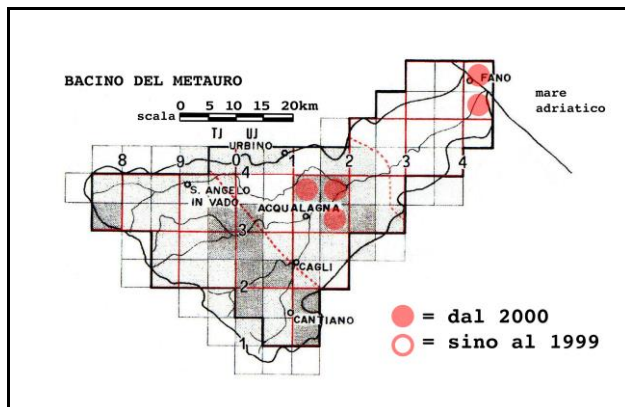 BACINO DEL METAURO
FANO
mare
adriatico
scala 0 5 10 15 20km
TJ UJ
URBINO
8 9 0 1 2 3 4
4
S. ANGELO
IN VADO
ACQUALAGNA
3
CAGLI
2
CANTIANO
1
= dal 2000
= sino al 1999